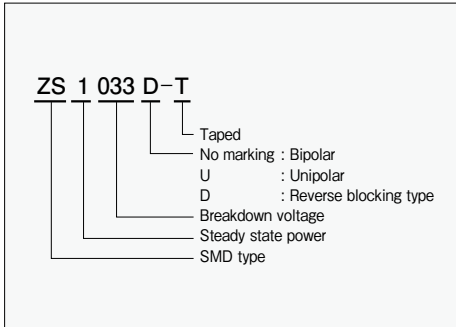 ZS 1 033 D-T
Taped
No marking : Bipolar
U : Unipolar
D : Reverse blocking type
Breakdown voltage
Steady state power
SMD type